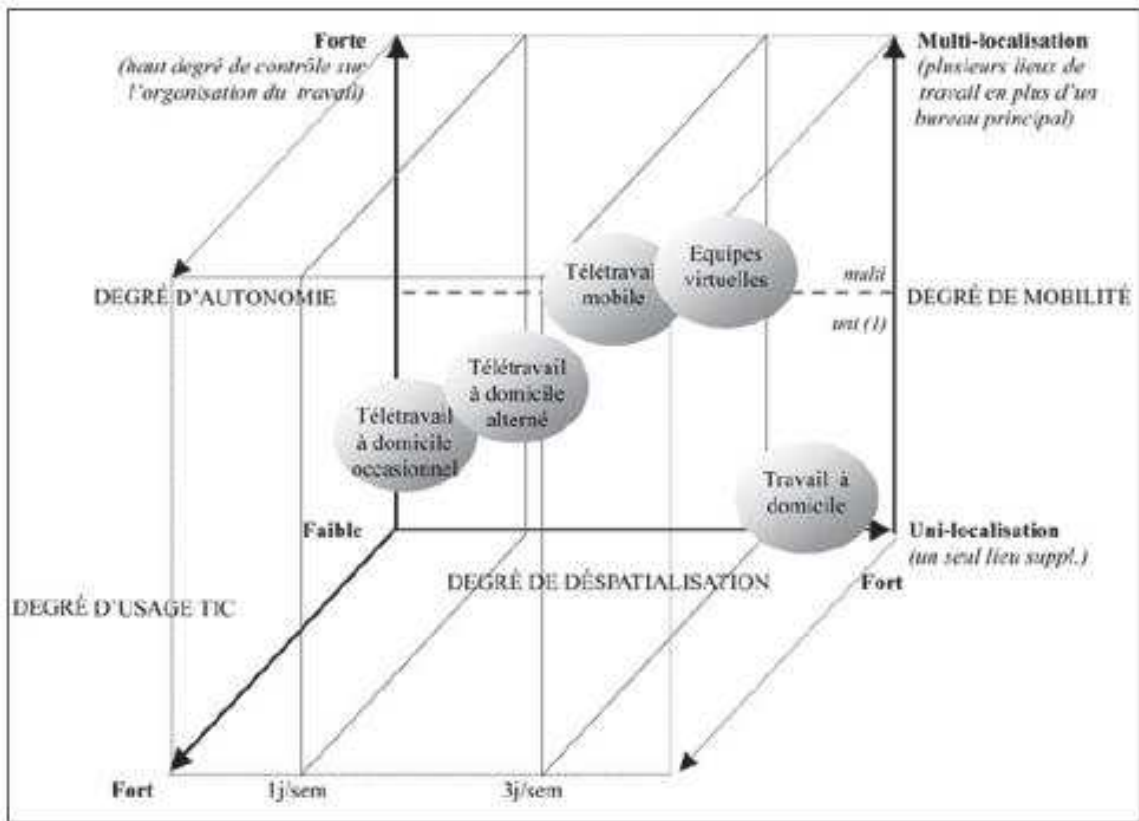 Forte
(haut degré de contrôle sur
l'organisation du travail)
Multi-localisation
(plusieurs lieux de
travail en plus d'un
bureau principal)
Equipes
virtuelles
Télétravail
mobile
multi
DEGRÉ D'AUTONOMIE
DEGRÉ DE MOBILITÉ
uni (1)
Télétravail
à domicile
alterné
Télétravail
à domicile
occasionnel
Travail à
domicile
Faible
Uni-localisation
(un seul lieu suppl.)
DEGRÉ DE DÉSPATIALISATION
Fort
DEGRÉ D'USAGE TIC
Fort
1j/sem
3j/sem